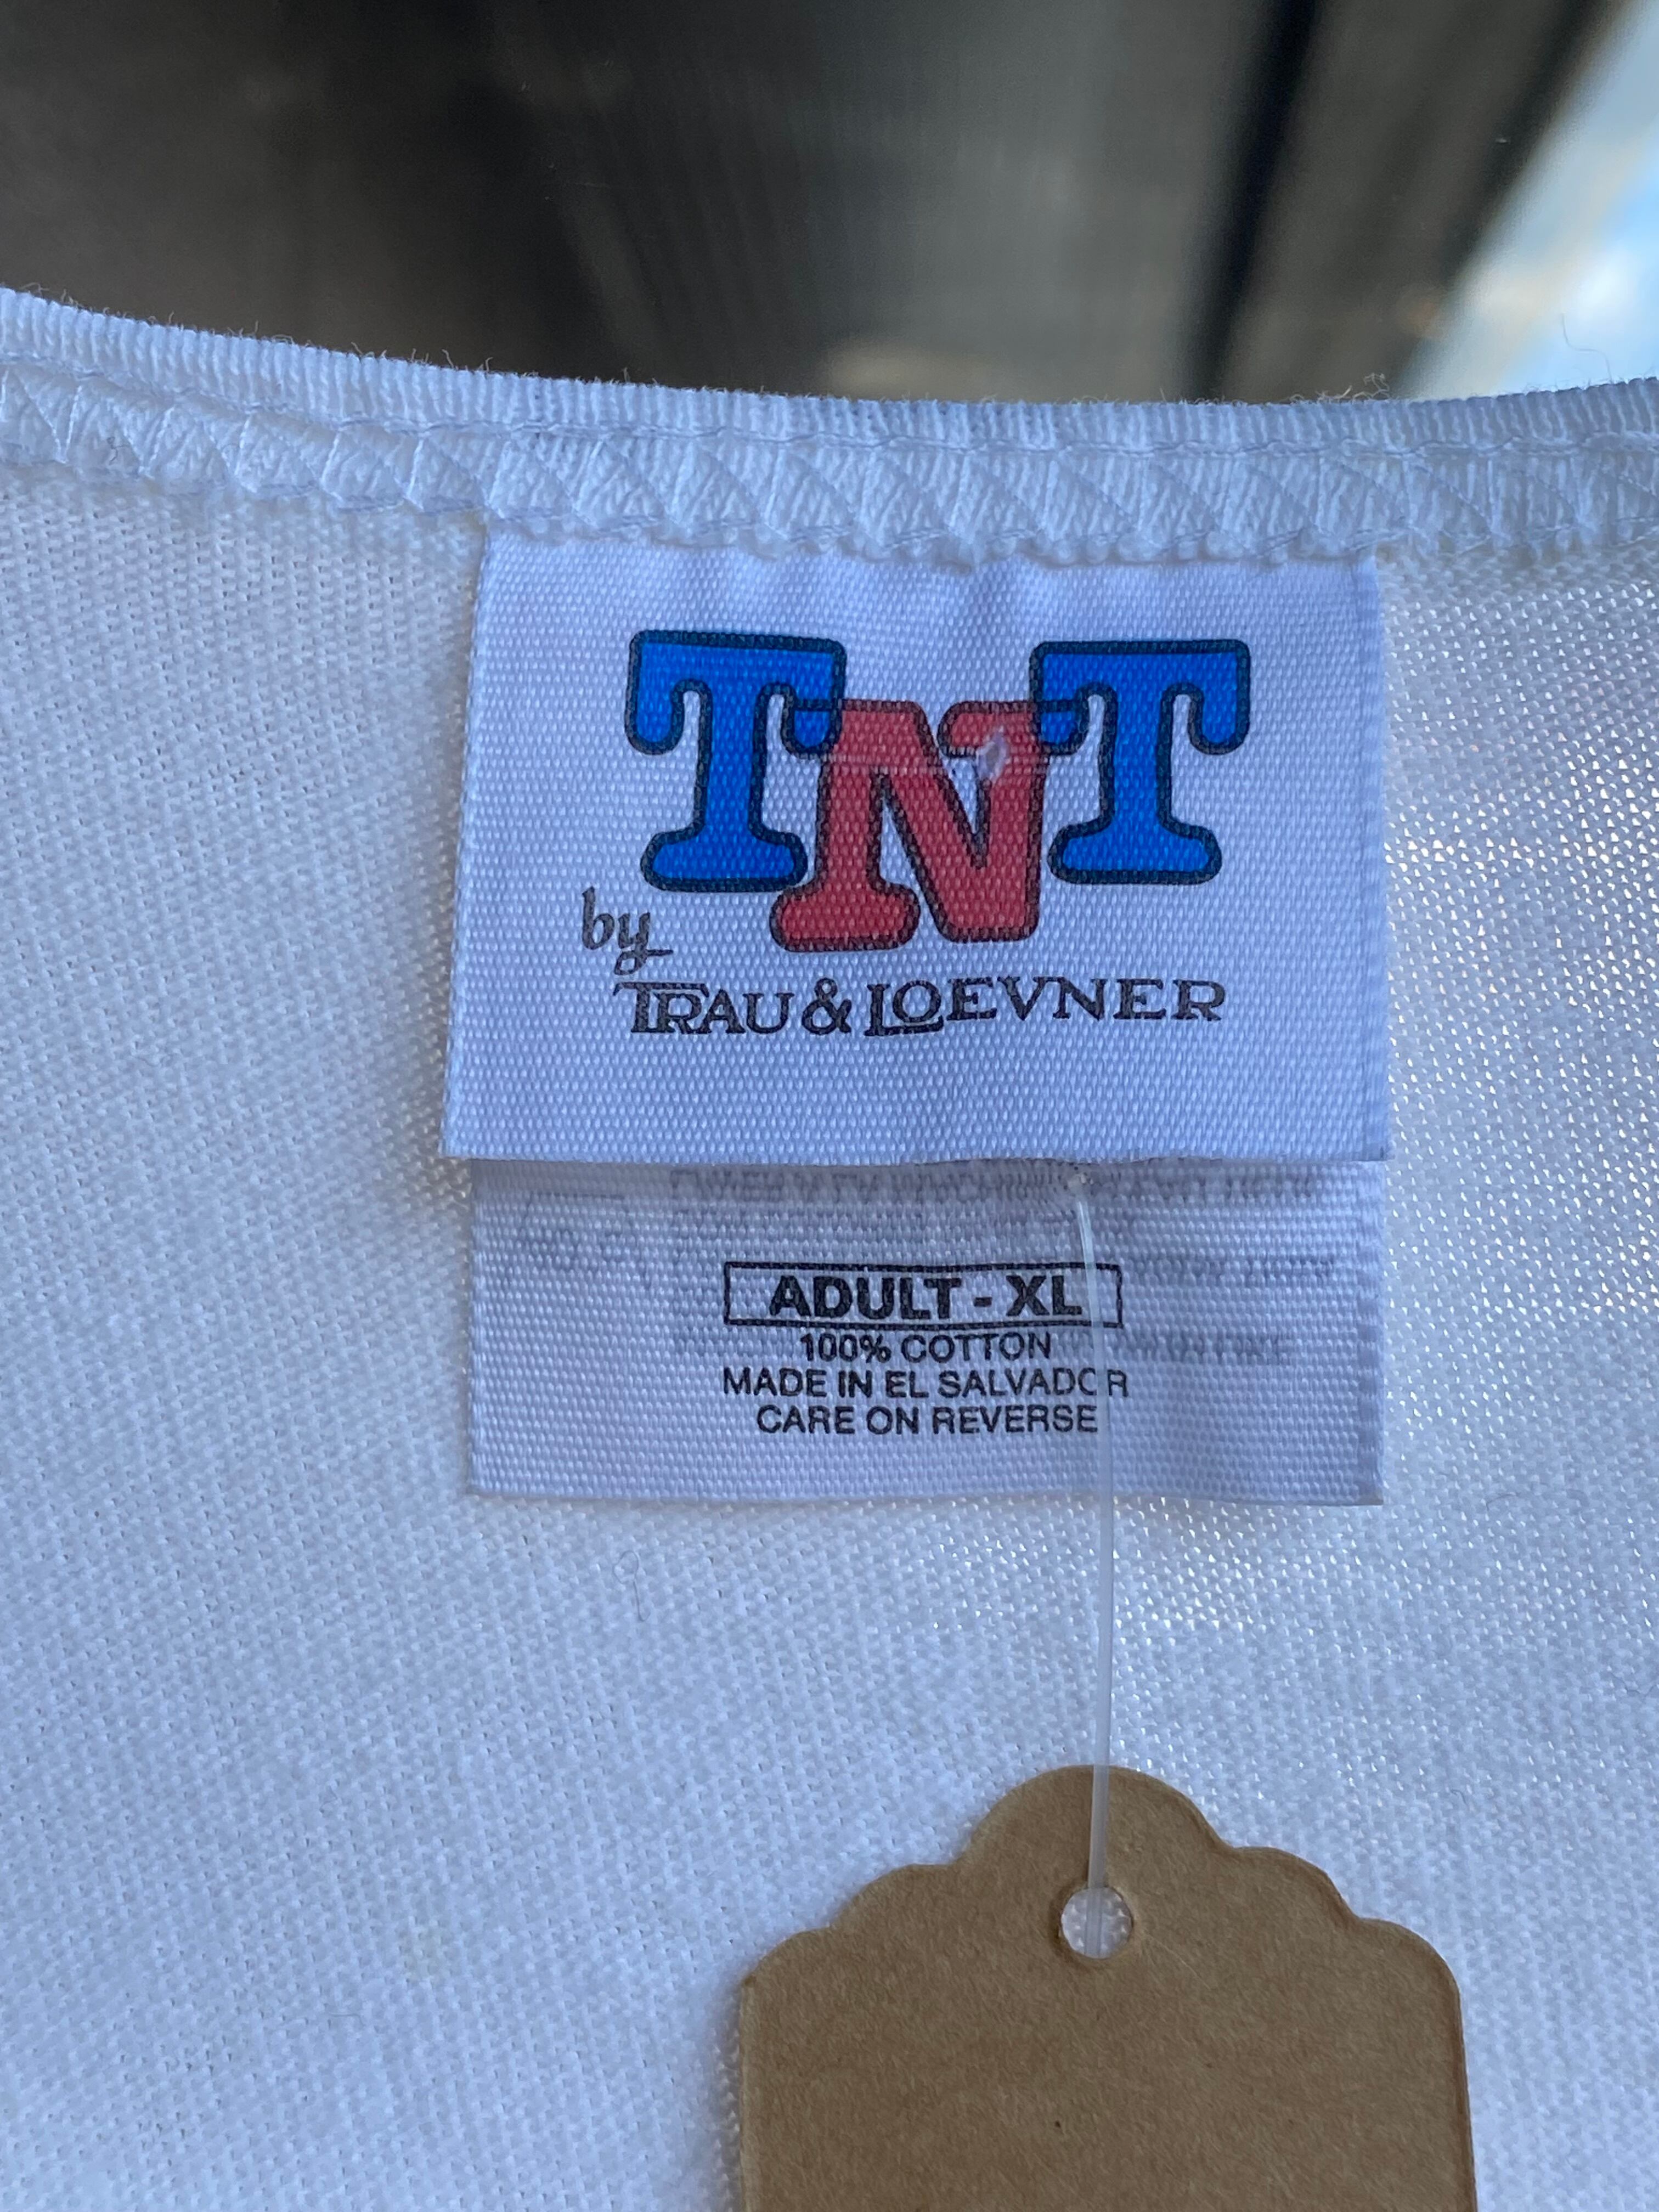 TNT
by
TRAU & LOEVNER
ADULT - XL
100% COTTON
MADE IN EL SALVADOR
CARE ON REVERSE